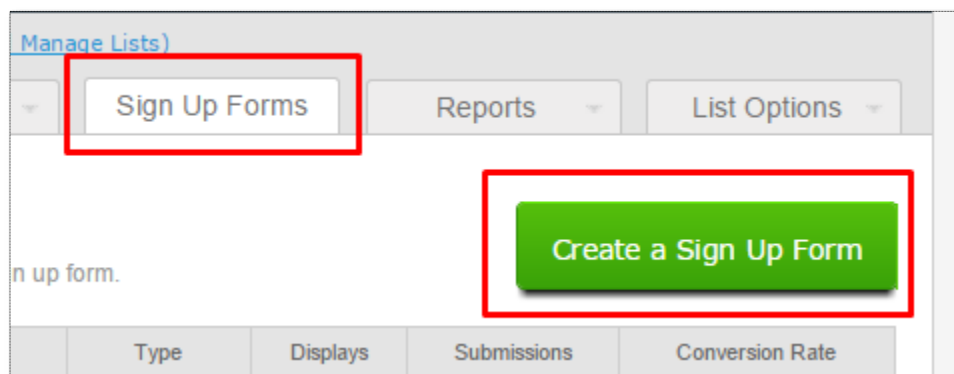 Manage Lists)
Sign Up Forms Reports List Options
Create a Sign Up Form
n up form.
Type Displays Submissions Conversion Rate